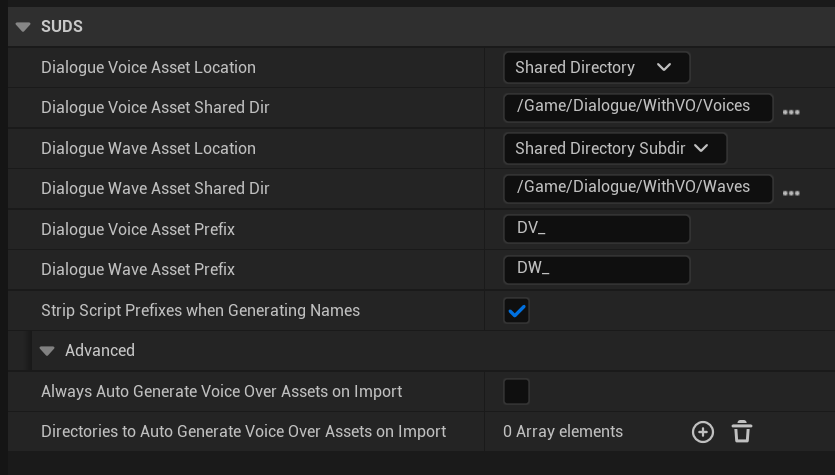 SUDS
Dialogue Voice Asset Location Shared Directory
Dialogue Voice Asset Shared Dir /Game/Dialogue/WithVO/Voices
Dialogue Wave Asset Location Shared Directory Subdir
Dialogue Wave Asset Shared Dir /Game/Dialogue/WithVO/Waves
Dialogue Voice Asset Prefix DV_
Dialogue Wave Asset Prefix DW_
Strip Script Prefixes when Generating Names
Advanced
Always Auto Generate Voice Over Assets on Import
Directories to Auto Generate Voice Over Assets on Import 0 Array elements